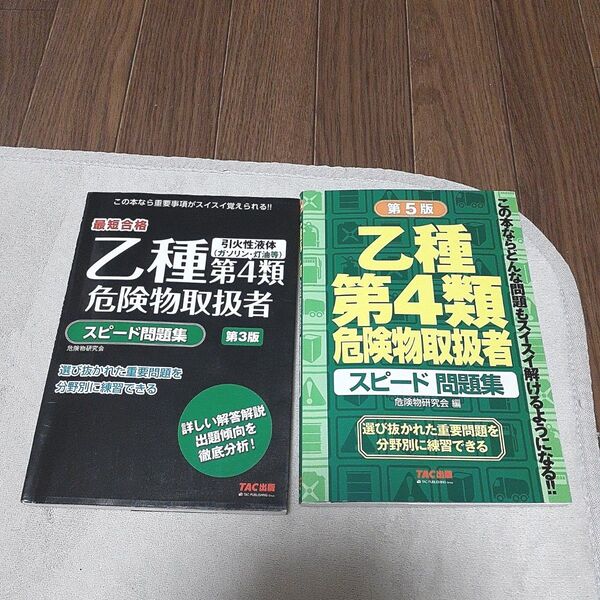 この本なら重要事項がスイスイ覚えられる!!
最短合格
乙種
引火性液体
(ガソリン・灯油等)
第4類
危険物取扱者
スピード問題集
第3版
危険物研究会
選び抜かれた重要問題を
分野別に練習できる
詳しい解答解説
出題傾向を
徹底分析!
TAC出版
TAC PUBLISHING Group
第5版
乙種
第4類
危険物取扱者
スピード 問題集
危険物研究会 編
選び抜かれた重要問題を
分野別に練習できる
TAC出版
TAC PUBLISHING Group
この本ならどんな問題もスイスイ解けるようになる!!